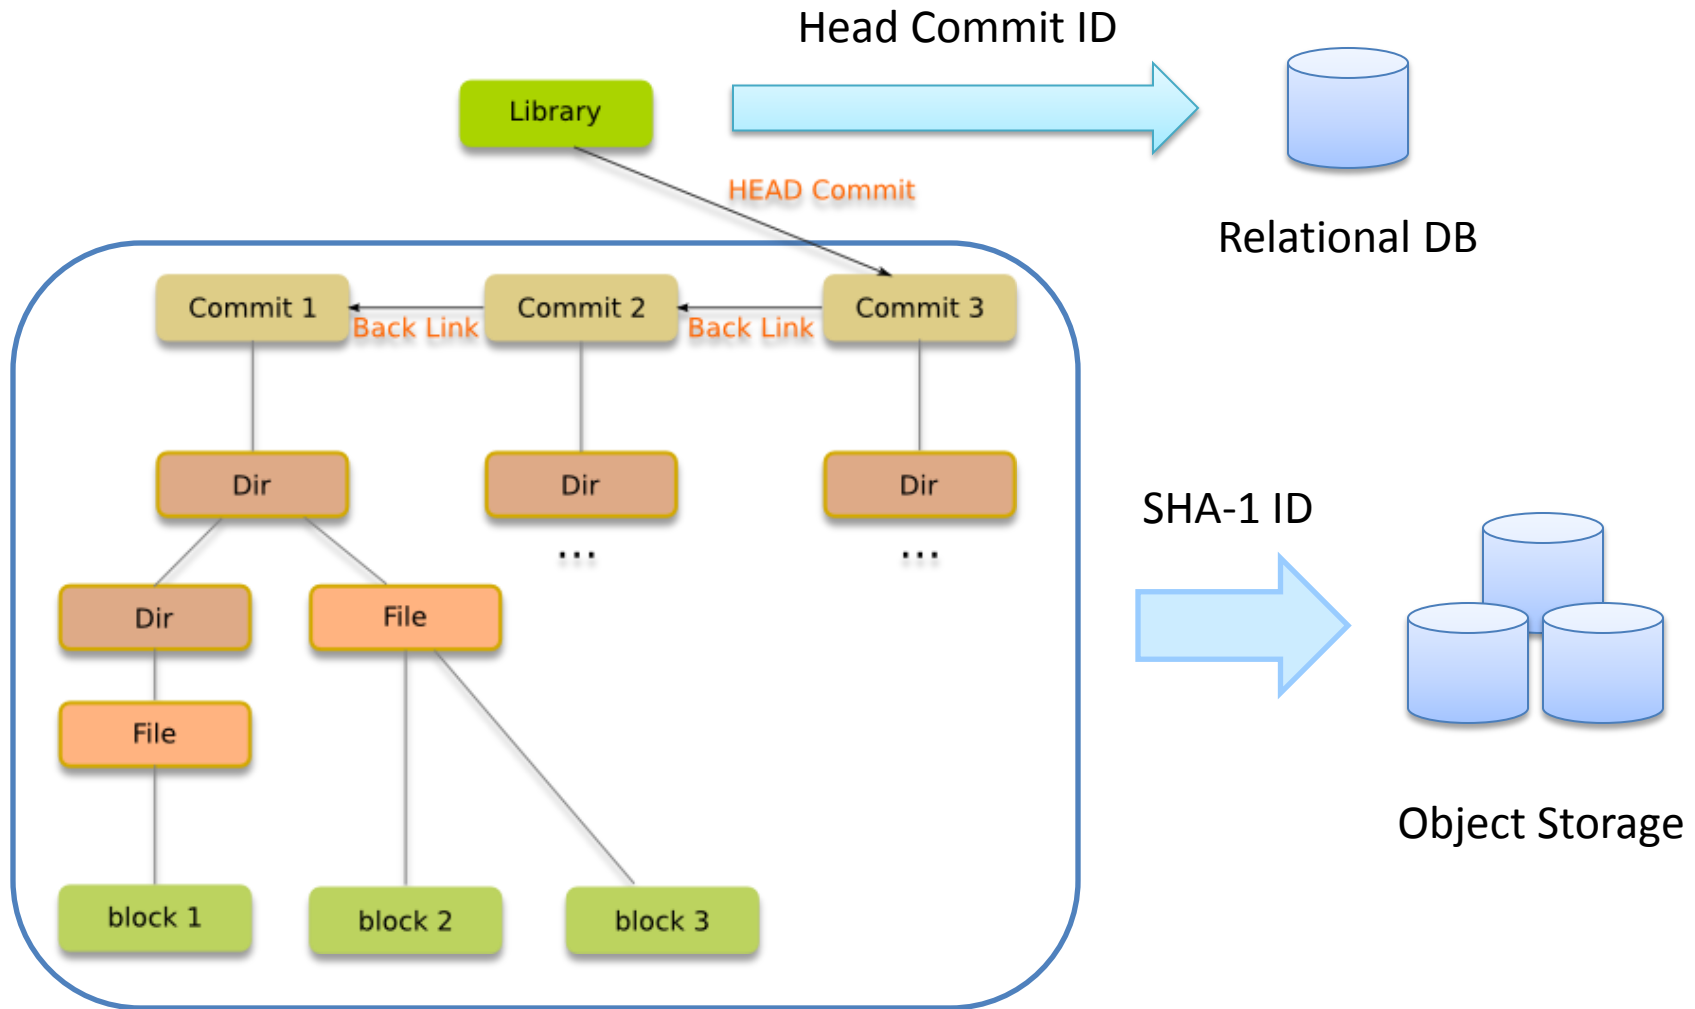 Head Commit ID
Library
HEAD Commit
Relational DB
Commit 1
Back Link
Commit 2
Back Link
Commit 3
Dir
Dir
Dir
SHA-1 ID
...
...
Dir
File
File
Object Storage
block 1
block 2
block 3